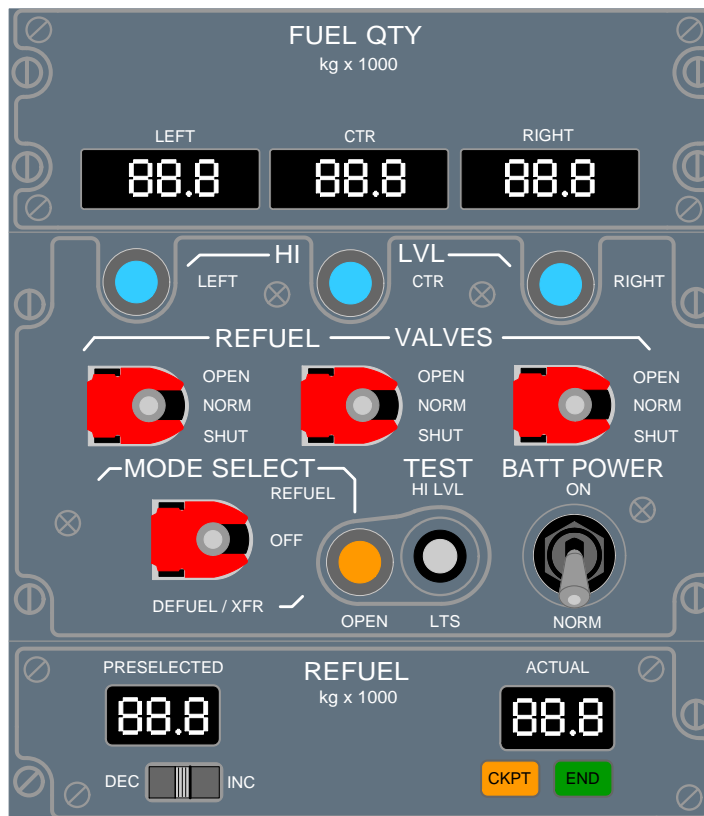 FUEL QTY
kg x 1000
LEFT CTR RIGHT
88.8 88.8 88.8
HI LVL
LEFT CTR RIGHT
REFUEL VALVES
OPEN OPEN OPEN
NORM NORM NORM
SHUT SHUT SHUT
MODE SELECT TEST BATT POWER
REFUEL HI LVL ON
OFF
DEFUEL / XFR
OPEN LTS NORM
PRESELECTED REFUEL ACTUAL
kg x 1000
88.8 88.8
DEC INC CKPT END